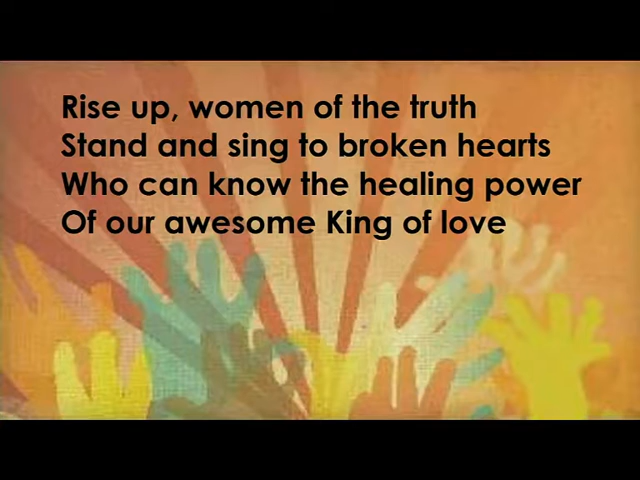 Rise up, women of the truth
Stand and sing to broken hearts
Who can know the healing power
Of our awesome King of love